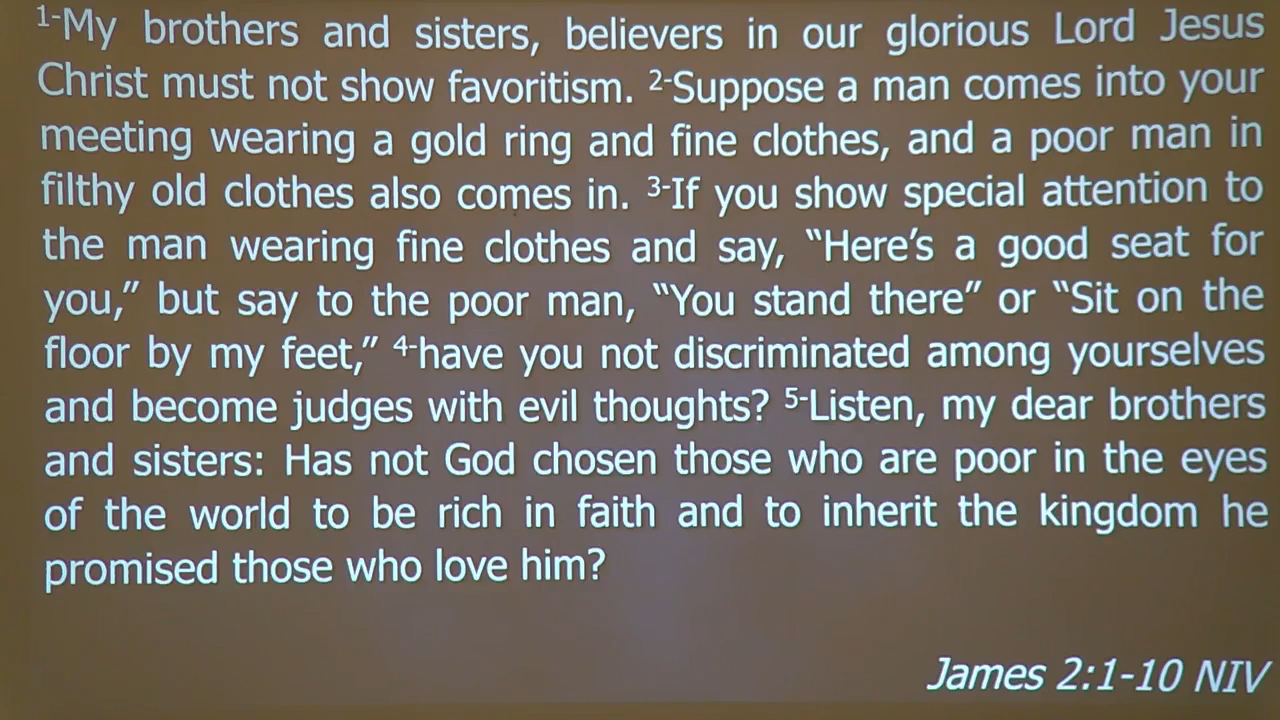 1-My brothers and sisters, believers in our glorious Lord Jesus
Christ must not show favoritism. 2-Suppose a man comes into your
meeting wearing a gold ring and fine clothes, and a poor man in
filthy old clothes also comes in. 3-If you show special attention to
the man wearing fine clothes and say, “Here’s a good seat for
you,” but say to the poor man, “You stand there” or “Sit on the
floor by my feet,” 4-have you not discriminated among yourselves
and become judges with evil thoughts? 5-Listen, my dear brothers
and sisters: Has not God chosen those who are poor in the eyes
of the world to be rich in faith and to inherit the kingdom he
promised those who love him?
James 2:1-10 NIV